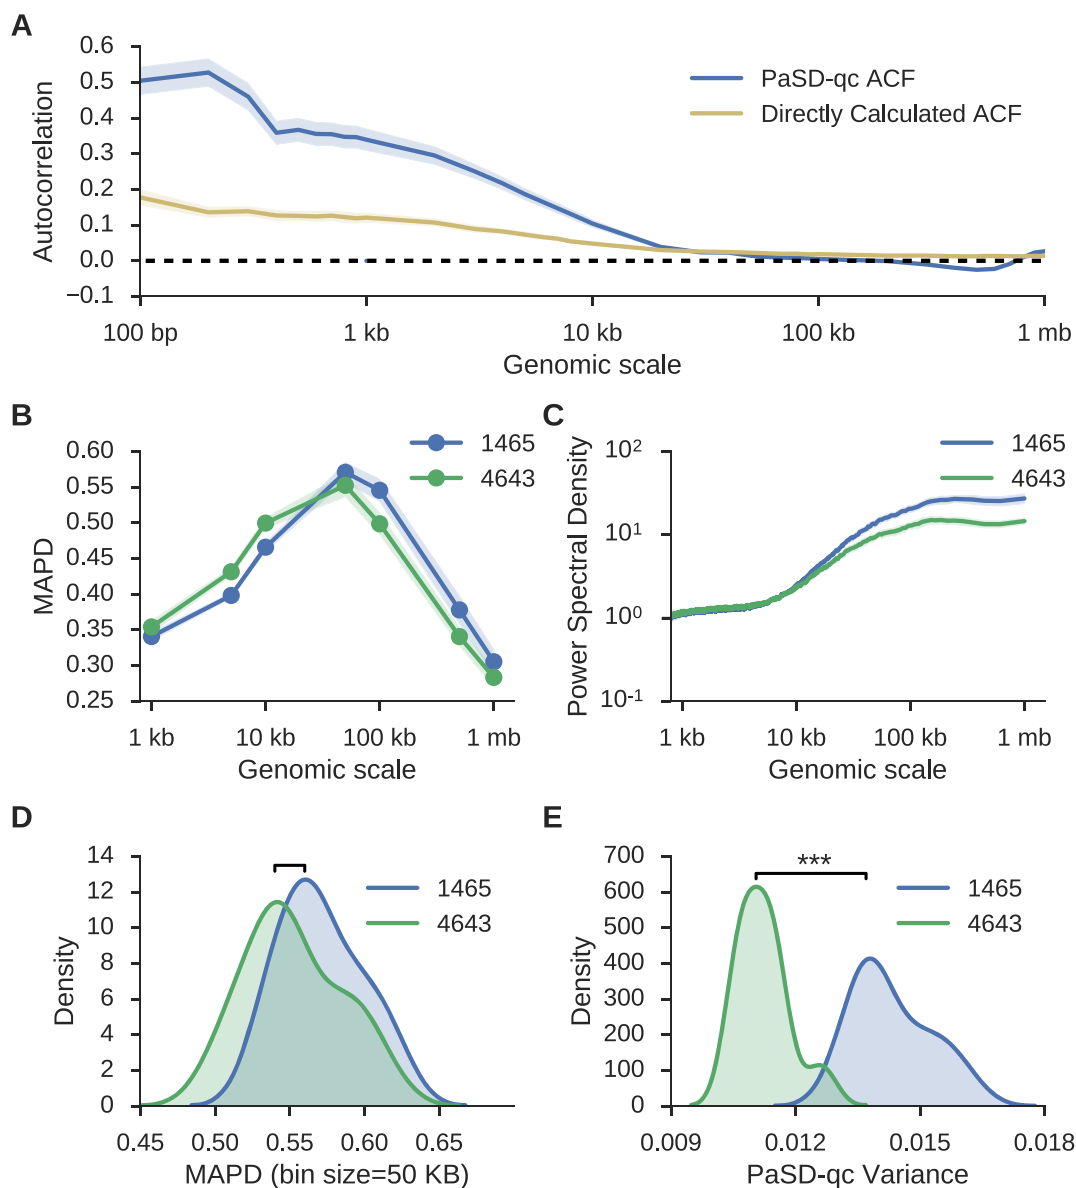 A
0.6
0.5
0.4
0.3
0.2
0.1
0.0
−0.1
Autocorrelation
PaSD-qc ACF
Directly Calculated ACF
100 bp 1 kb 10 kb 100 kb 1 mb
Genomic scale
B
0.60
0.55
0.50
0.45
0.40
0.35
0.30
0.25
MAPD
1465
4643
1 kb 10 kb 100 kb 1 mb
Genomic scale
C
10²
10¹
10⁰
10⁻¹
Power Spectral Density
1465
4643
1 kb 10 kb 100 kb 1 mb
Genomic scale
D
14
12
10
8
6
4
2
0
Density
1465
4643
0.45 0.50 0.55 0.60 0.65
MAPD (bin size=50 KB)
E
700
600
500
400
300
200
100
0
Density
***
1465
4643
0.009 0.012 0.015 0.018
PaSD-qc Variance